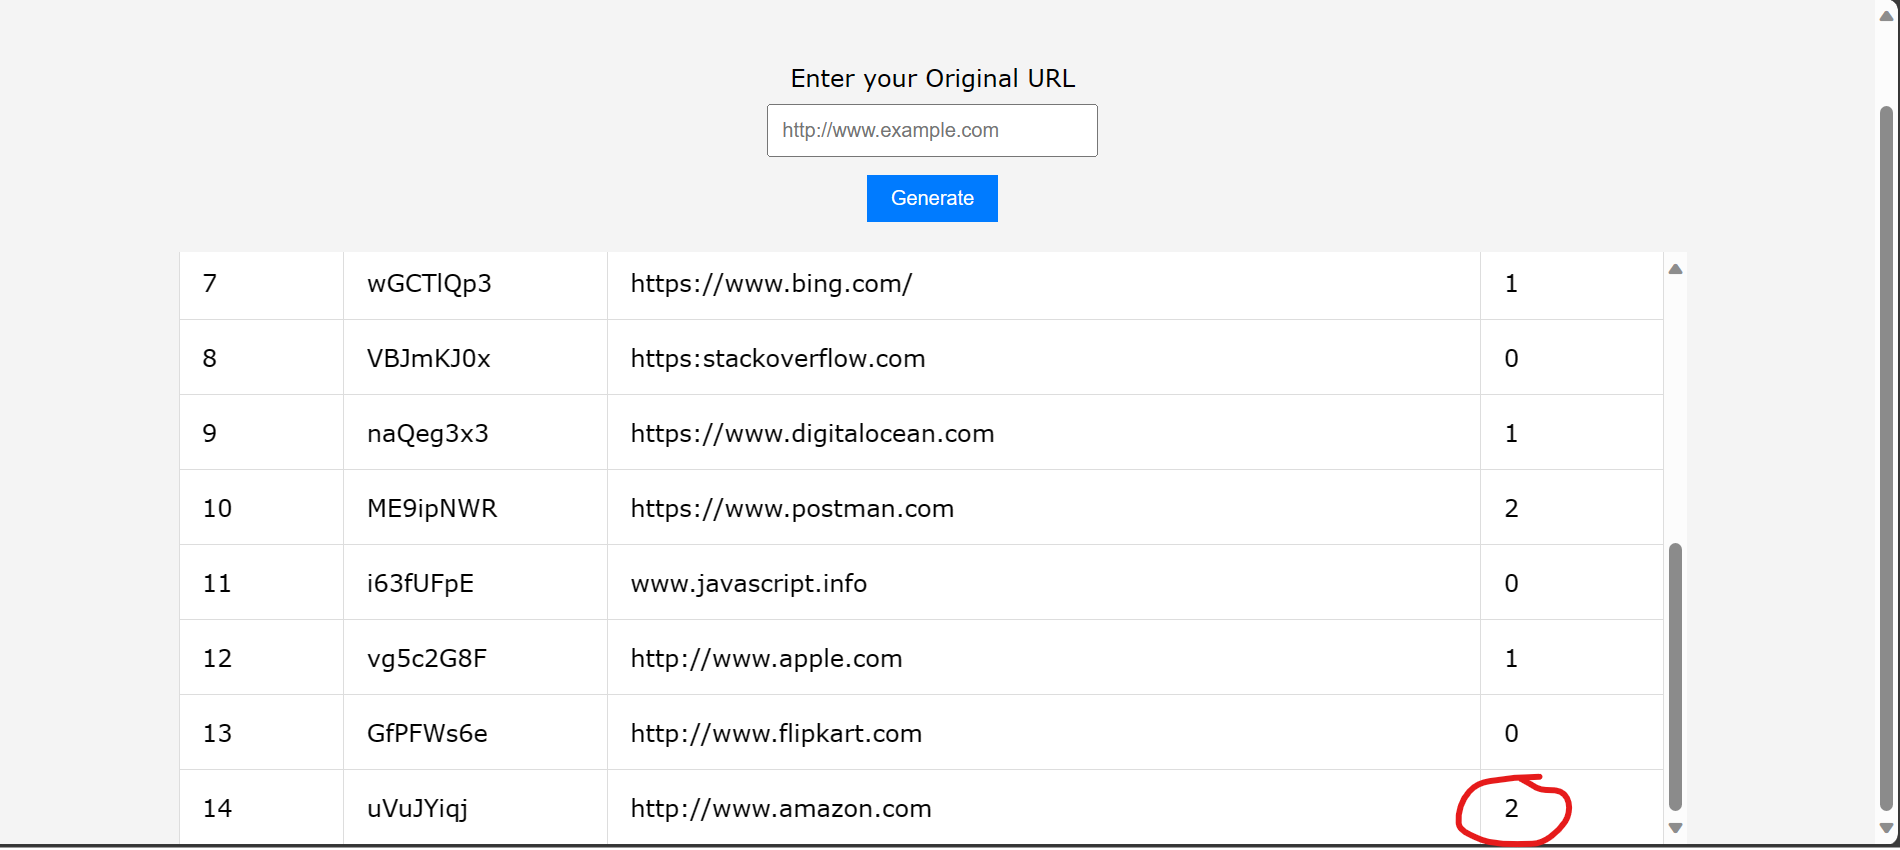 Enter your Original URL
http://www.example.com
Generate
7 wGCTlQp3 https://www.bing.com/ 1
8 VBJmKJ0x https:stackoverflow.com 0
9 naQeg3x3 https://www.digitalocean.com 1
10 ME9ipNWR https://www.postman.com 2
11 i63fUFpE www.javascript.info 0
12 vg5c2G8F http://www.apple.com 1
13 GfPFWs6e http://www.flipkart.com 0
14 uVuJYiqj http://www.amazon.com 2